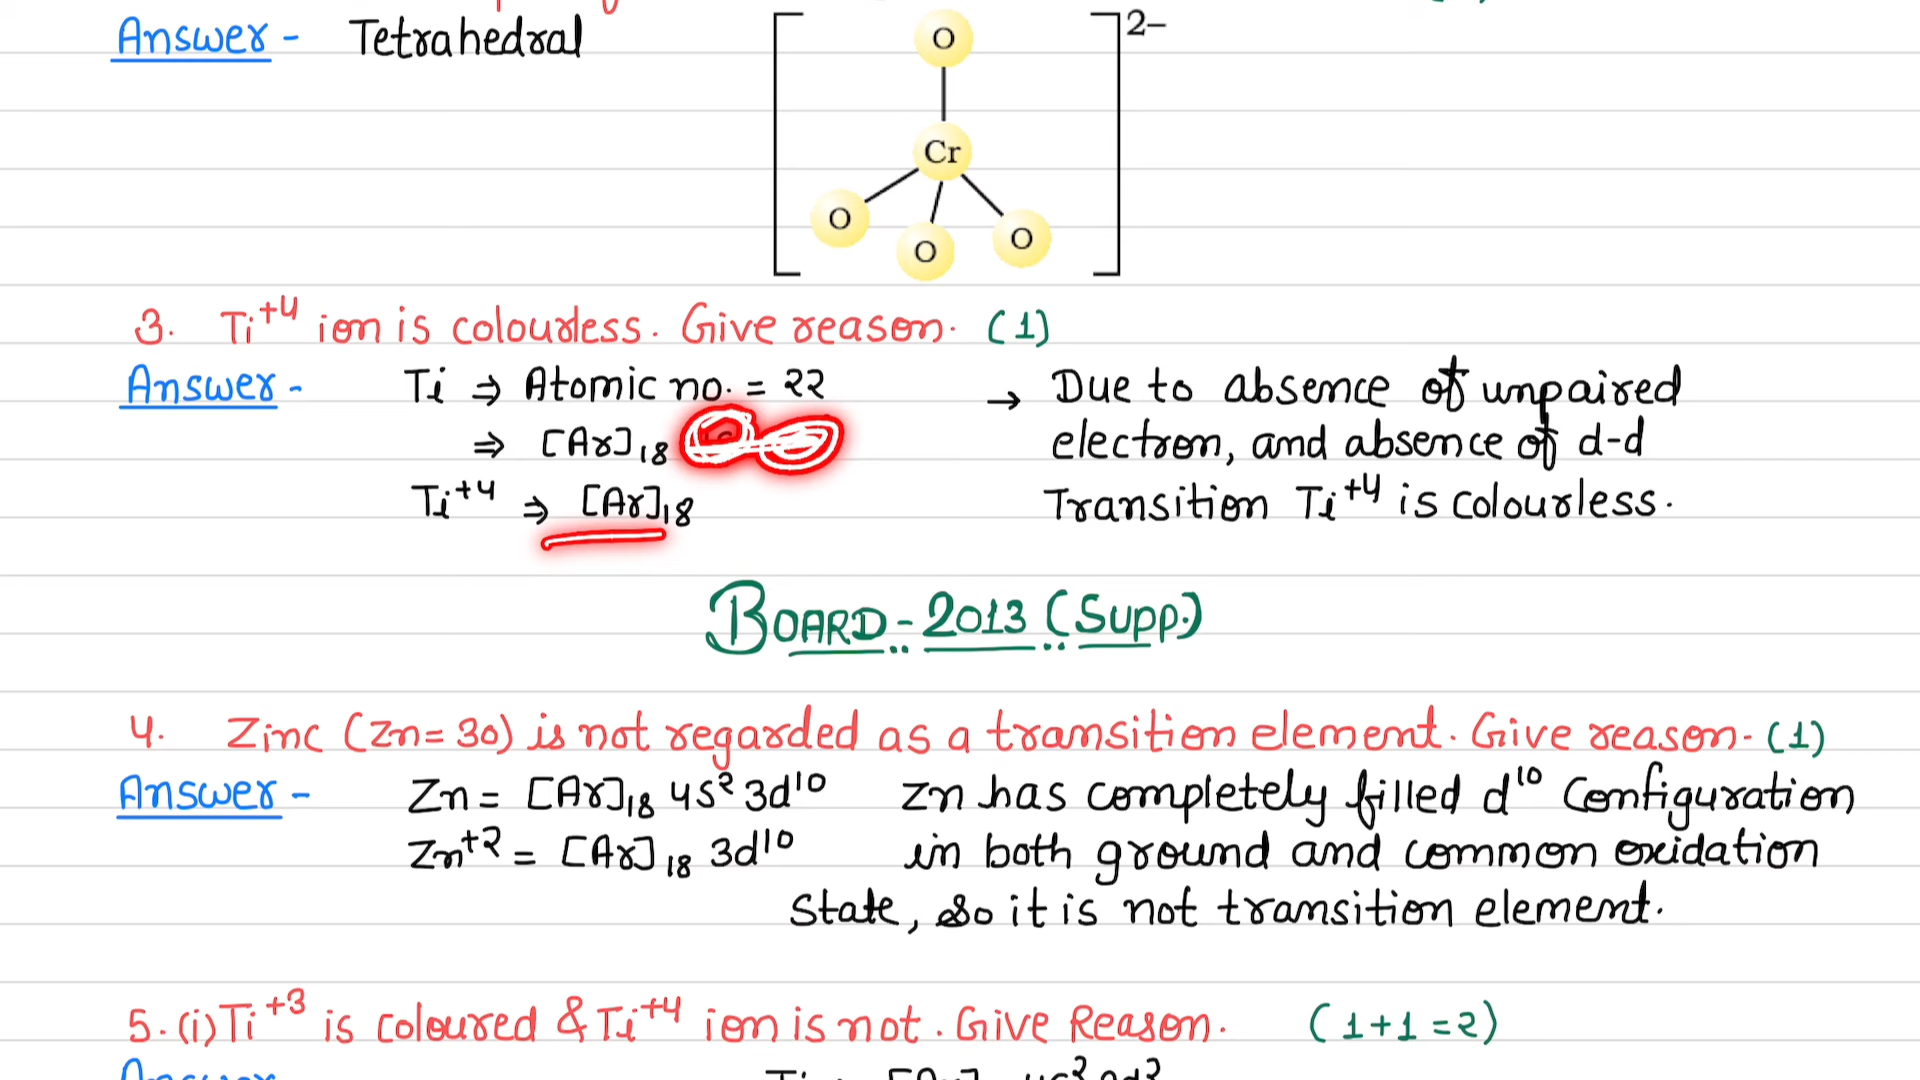 Answer - Tetrahedral
2–
O
Cr
O
O
O
3. Ti⁺⁴ ion is colourless. Give reason. (1)
Answer - Ti ⇒ Atomic no. = 22
⇒ [Ar]₁₈
Ti⁺⁴ ⇒ [Ar]₁₈
→ Due to absence of unpaired
electron, and absence of d-d
Transition Ti⁺⁴ is colourless.
BOARD - 2013 (Supp.)
4. Zinc (Zn = 30) is not regarded as a transition element. Give reason - (1)
Answer - Zn = [Ar]₁₈ 4s² 3d¹⁰
Zn⁺² = [Ar]₁₈ 3d¹⁰
Zn has completely filled d¹⁰ Configuration
in both ground and common oxidation
State, so it is not transition element.
5. (i) Ti⁺³ is coloured & Ti⁺⁴ ion is not. Give Reason. (1+1=2)
Answer